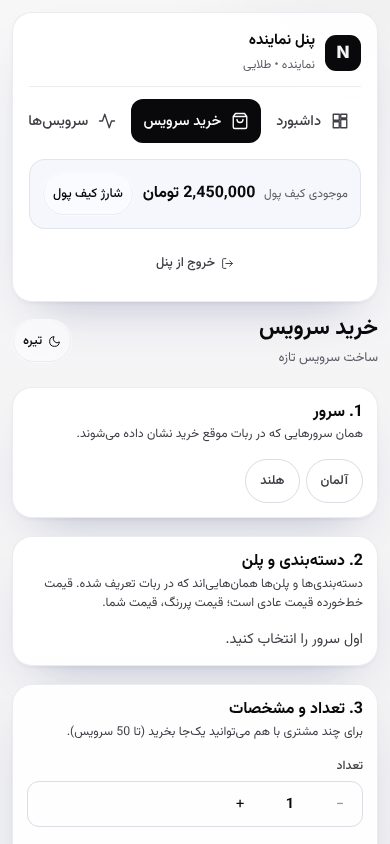 پنل نماینده
N
نماینده • طلایی
داشبورد
خرید سرویس
سرویس‌ها
موجودی کیف پول
2,450,000 تومان
شارژ کیف پول
خروج از پنل
خرید سرویس
تیره
ساخت سرویس تازه
1. سرور
همان سرورهایی که در ربات موقع خرید نشان داده می‌شوند.
آلمان
هلند
2. دسته‌بندی و پلن
دسته‌بندی‌ها و پلن‌ها همان‌هایی‌اند که در ربات تعریف شده. قیمت
خط‌خورده قیمت عادی است؛ قیمت پررنگ، قیمت شما.
اول سرور را انتخاب کنید.
3. تعداد و مشخصات
برای چند مشتری با هم می‌توانید یک‌جا بخرید (تا 50 سرویس).
تعداد
− 1 +